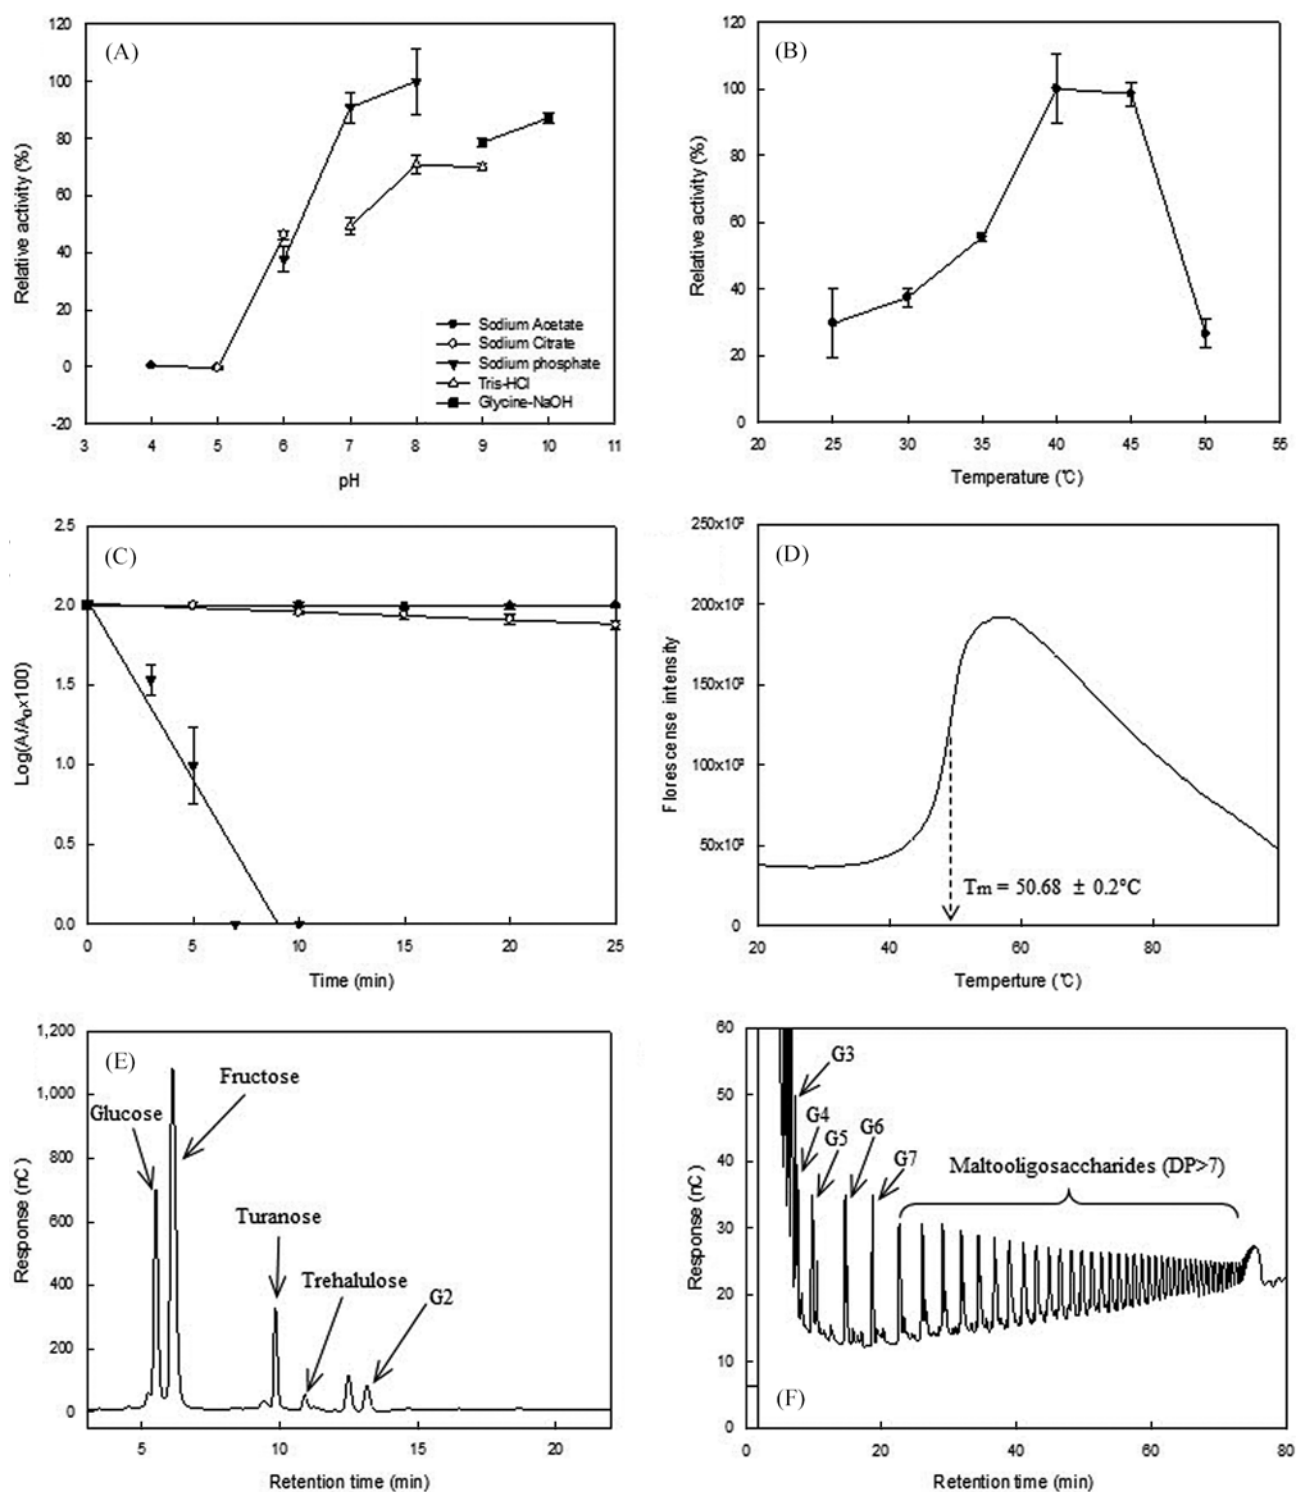 120
100
80
60
40
20
0
-20
3 4 5 6 7 8 9 10 11
pH
Relative activity (%)
(A)
Sodium Acetate
Sodium Citrate
Sodium phosphate
Tris-HCl
Glycine-NaOH
120
100
80
60
40
20
0
20 25 30 35 40 45 50 55
Temperature (℃)
Relative activity (%)
(B)
2.5
2.0
1.5
1.0
0.5
0.0
0 5 10 15 20 25
Time (min)
Log(A/A₀x100)
(C)
250x10³
200x10³
150x10³
100x10³
50x10³
0
20 40 60 80
Temperture (℃)
Florescense intensity
(D)
Tm = 50.68 ± 0.2°C
1,200
1,000
800
600
400
200
0
5 10 15 20
Retention time (min)
Response (nC)
(E)
Glucose
Fructose
Turanose
Trehalulose
G2
60
50
40
30
20
10
0
0 20 40 60 80
Retention time (min)
Response (nC)
G3
G4
G5
G6
G7
Maltooligosaccharides (DP>7)
(F)